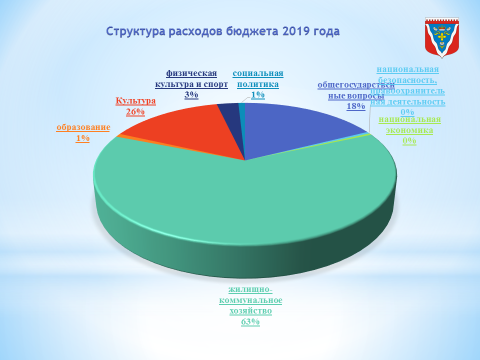 Структура расходов бюджета 2019 года
физическая
культура и спорт
3%
социальная
политика
1%
общегосударственн
ные вопросы
18%
национальная
безопасность,
правоохранитель
ная деятельность
0%
национальная
экономика
0%
Культура
26%
образование
1%
жилищно-
коммунальное
хозяйство
63%